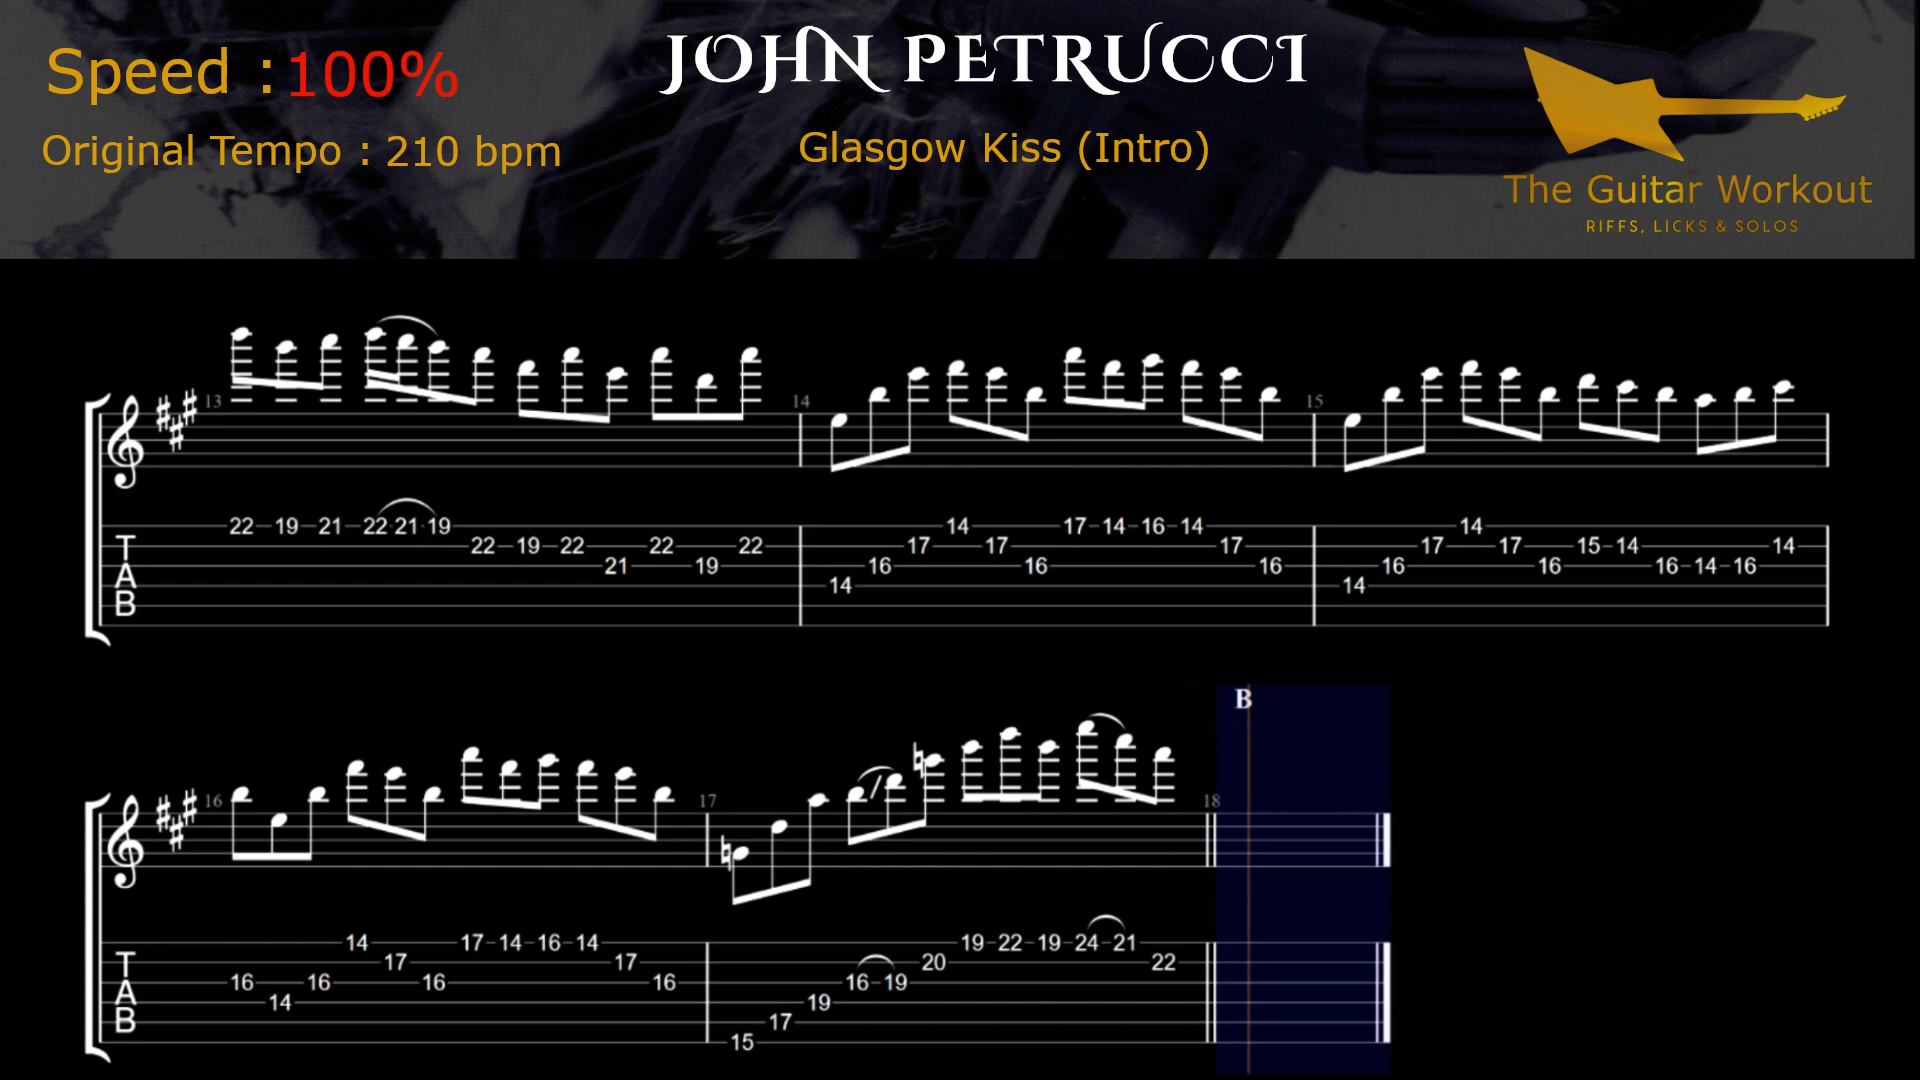 Speed : 100%
JOHN PETRUCCI
Original Tempo : 210 bpm
Glasgow Kiss (Intro)
The Guitar Workout
RIFFS, LICKS & SOLOS
13 14 15
22 19 21 22 21 19 14 17 14 16 14 14
T 22 19 22 22 22 17 17 17 17 17 15 14 14
A 21 19 16 16 16 16 16 16 14 16
B 14 14
16 17 18
B
14 17 14 16 14 19 22 19 24 21
T 17 17 20 22
A 16 16 16 16 16 19
B 14 19
17
15